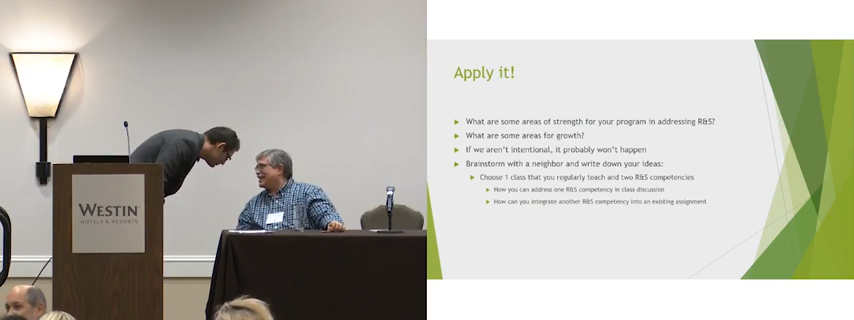 WESTIN
HOTELS & RESORTS
Apply it!
What are some areas of strength for your program in addressing R&S?
What are some areas for growth?
If we aren't intentional, it probably won't happen
Brainstorm with a neighbor and write down your ideas:
Choose 1 class that you regularly teach and two R&S competencies
How you can address one R&S competency in class discussion
How can you integrate another R&S competency into an existing assignment